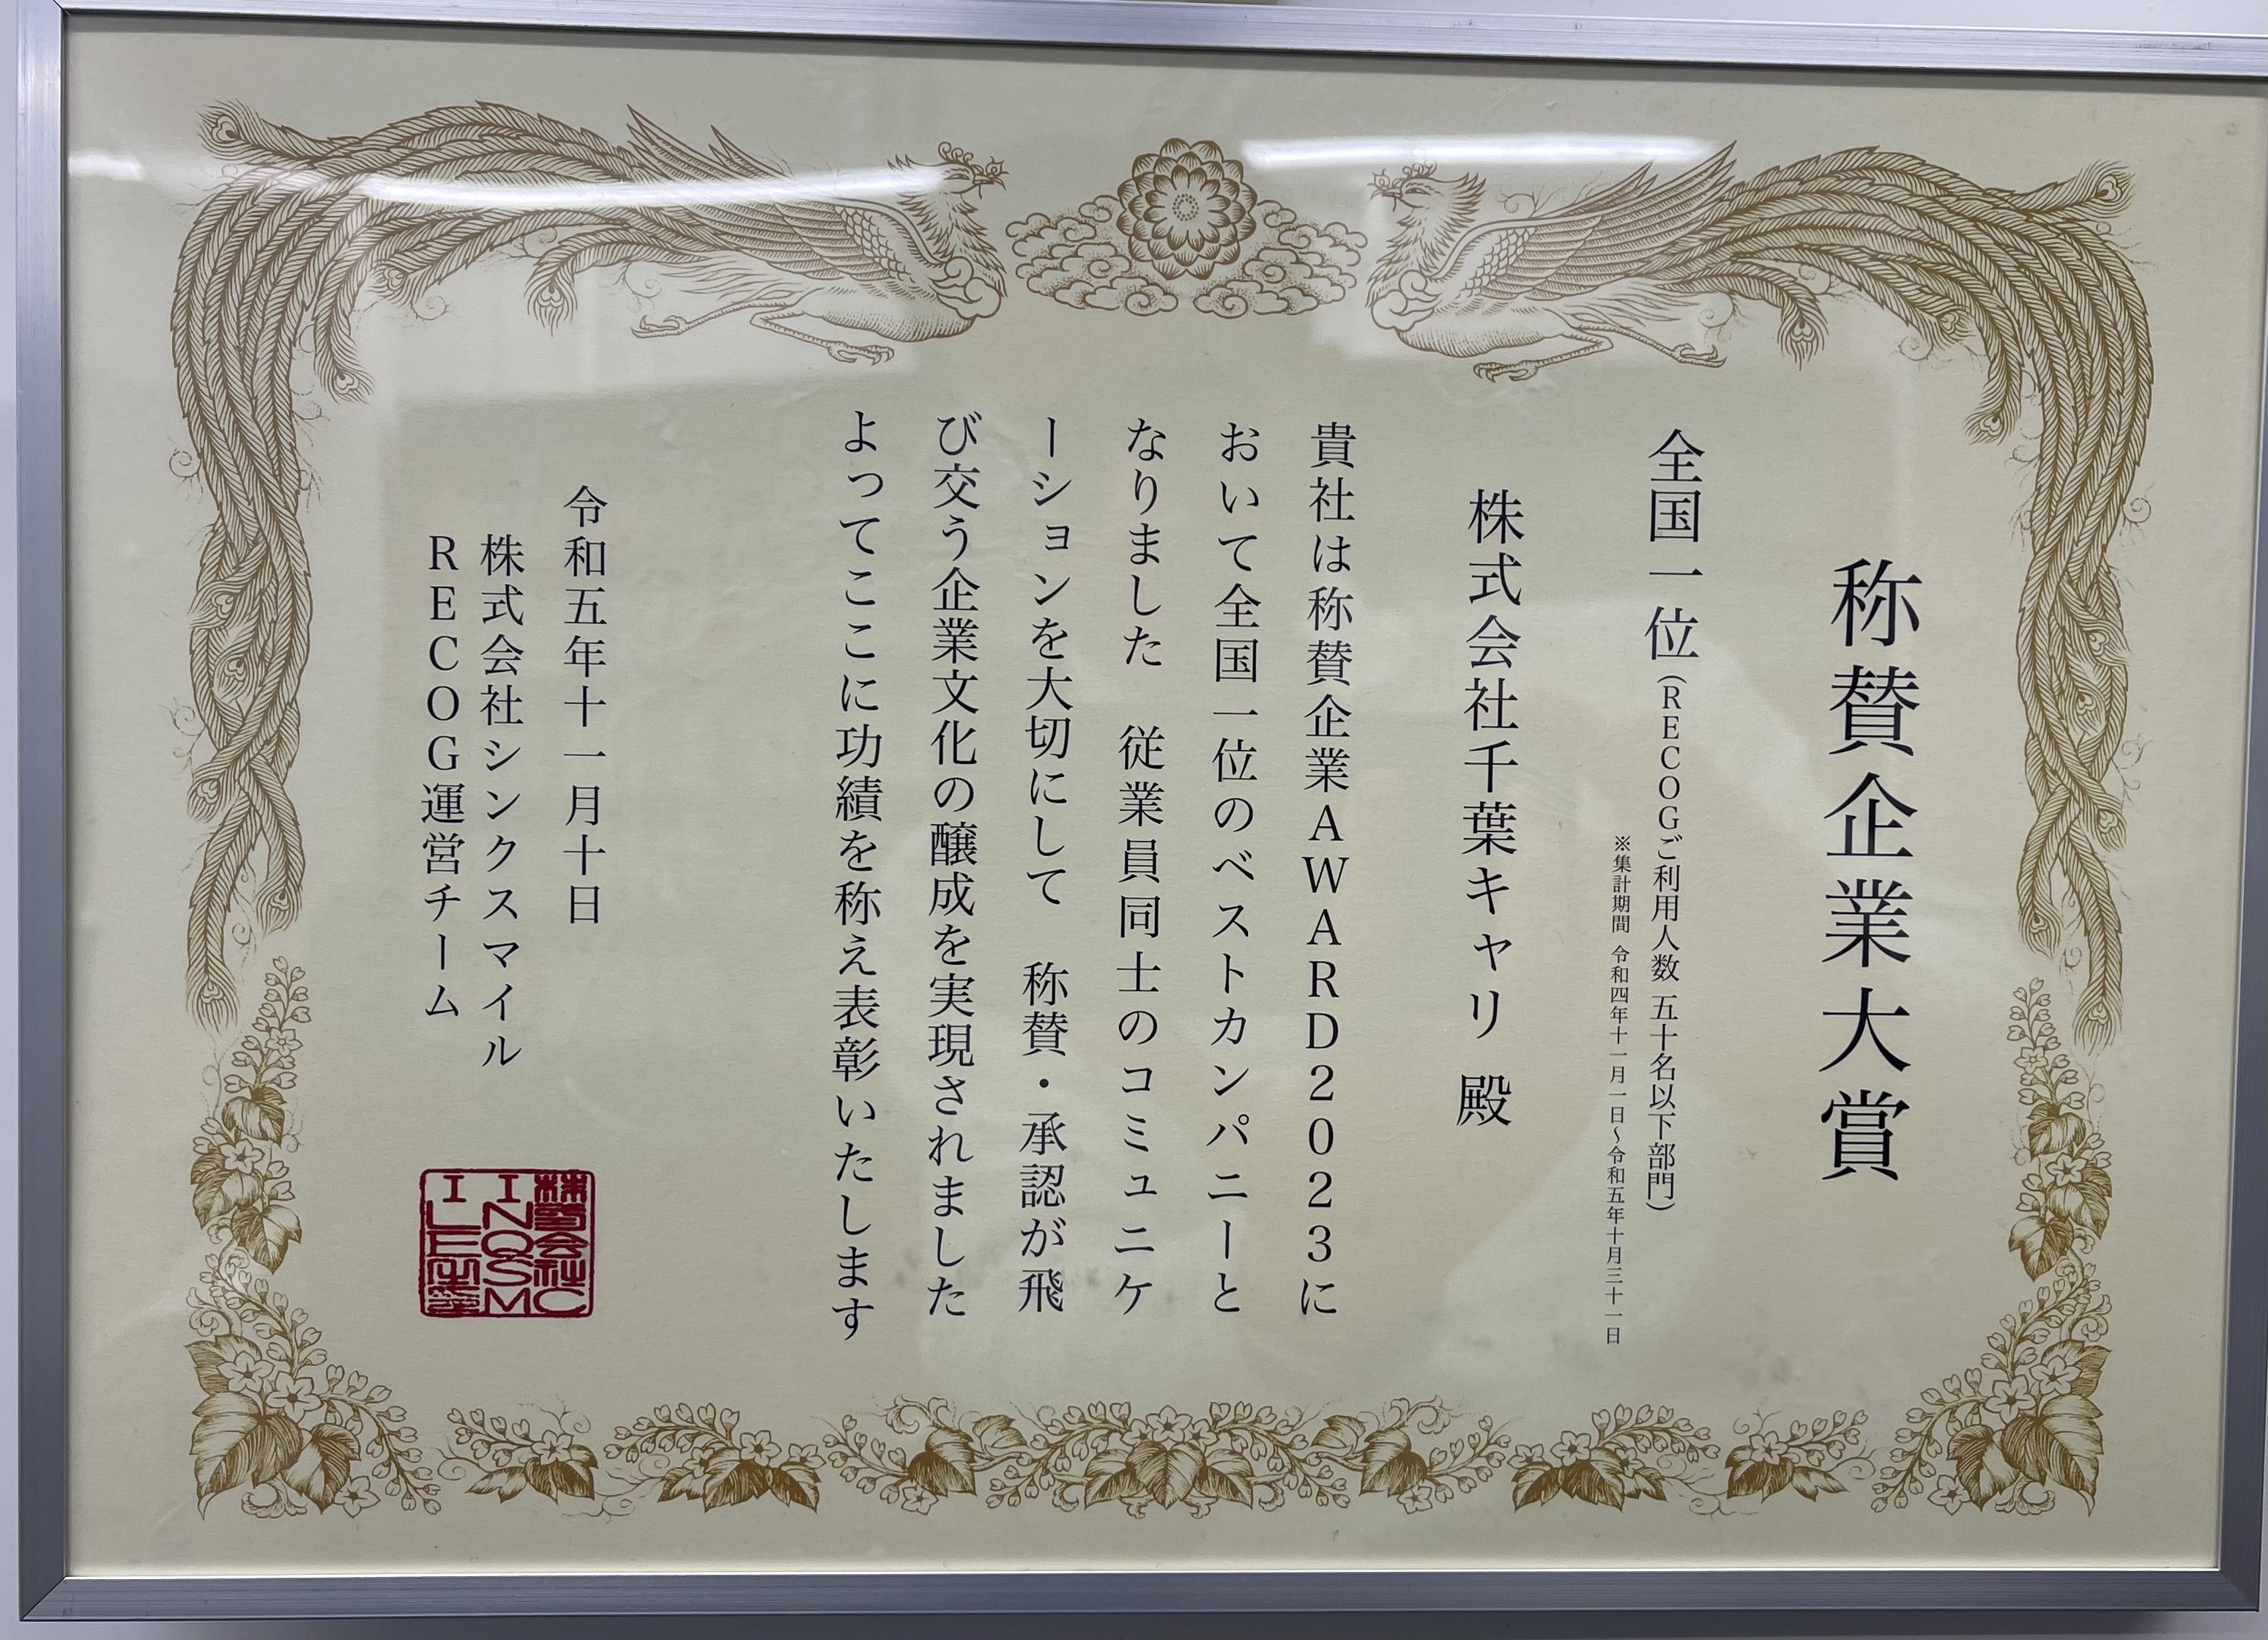 称賛企業大賞
全国一位(RECOGご利用人数 五十名以下部門)
※集計期間 令和四年十一月一日～令和五年十月三十一日
株式会社千葉キャリ 殿
貴社は称賛企業AWARD2023に
おいて全国一位のベストカンパニーと
なりました 従業員同士のコミュニケ
ーションを大切にして 称賛・承認が飛
び交う企業文化の醸成を実現されました
よってここに功績を称え表彰いたします
令和五年十一月十日
株式会社シンクスマイル
RECOG運営チーム
株式会社C
INQSM
ILE